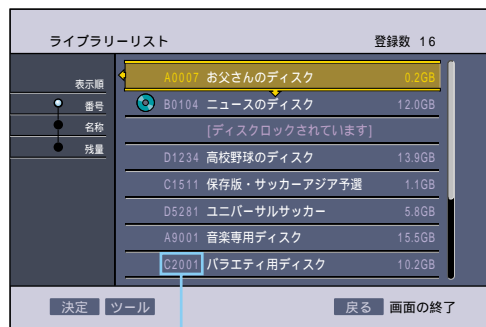 ライブラリーリスト 登録数 16
表示順
番号
名称
残量
A0007 お父さんのディスク 0.2GB
B0104 ニュースのディスク 12.0GB
[ディスクロックされています]
D1234 高校野球のディスク 13.9GB
C1511 保存版・サッカーアジア予選 1.1GB
D5281 ユニバーサルサッカー 5.8GB
A9001 音楽専用ディスク 15.5GB
C2001 バラエティ用ディスク 10.2GB
決定 ツール 戻る 画面の終了